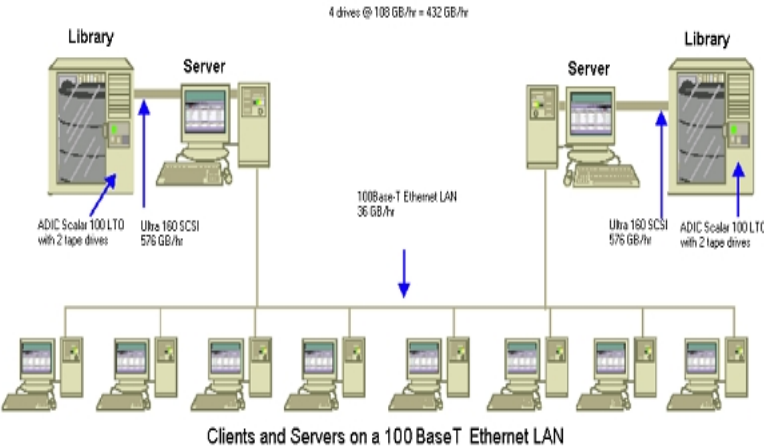 4 drives @ 108 GB/hr = 432 GB/hr
Library
Server
Server
Library
100Base-T Ethernet LAN
36 GB/hr
ADIC Scalar 100 LTO
with 2 tape drives
Ultra 160 SCSI
576 GB/hr
Ultra 160 SCSI
576 GB/hr
ADIC Scalar 100 LTO
with 2 tape drives
Clients and Servers on a 100 BaseT Ethernet LAN